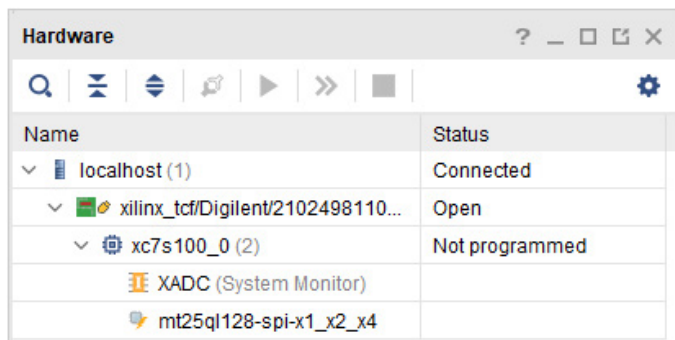 Hardware
Name Status
localhost (1) Connected
xilinx_tcf/Digilent/2102498110... Open
xc7s100_0 (2) Not programmed
XADC (System Monitor)
mt25ql128-spi-x1_x2_x4